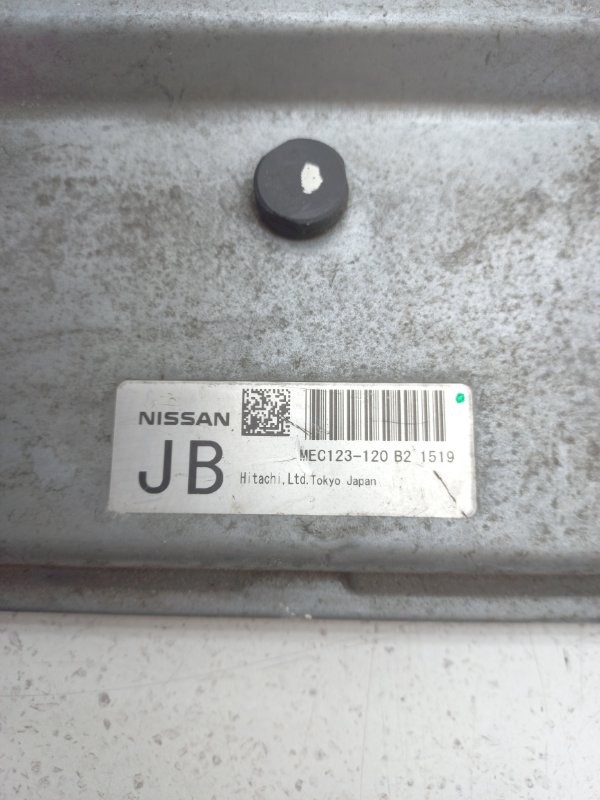 NISSAN
JB
MEC123-120 B2 1519
Hitachi,Ltd.Tokyo Japan